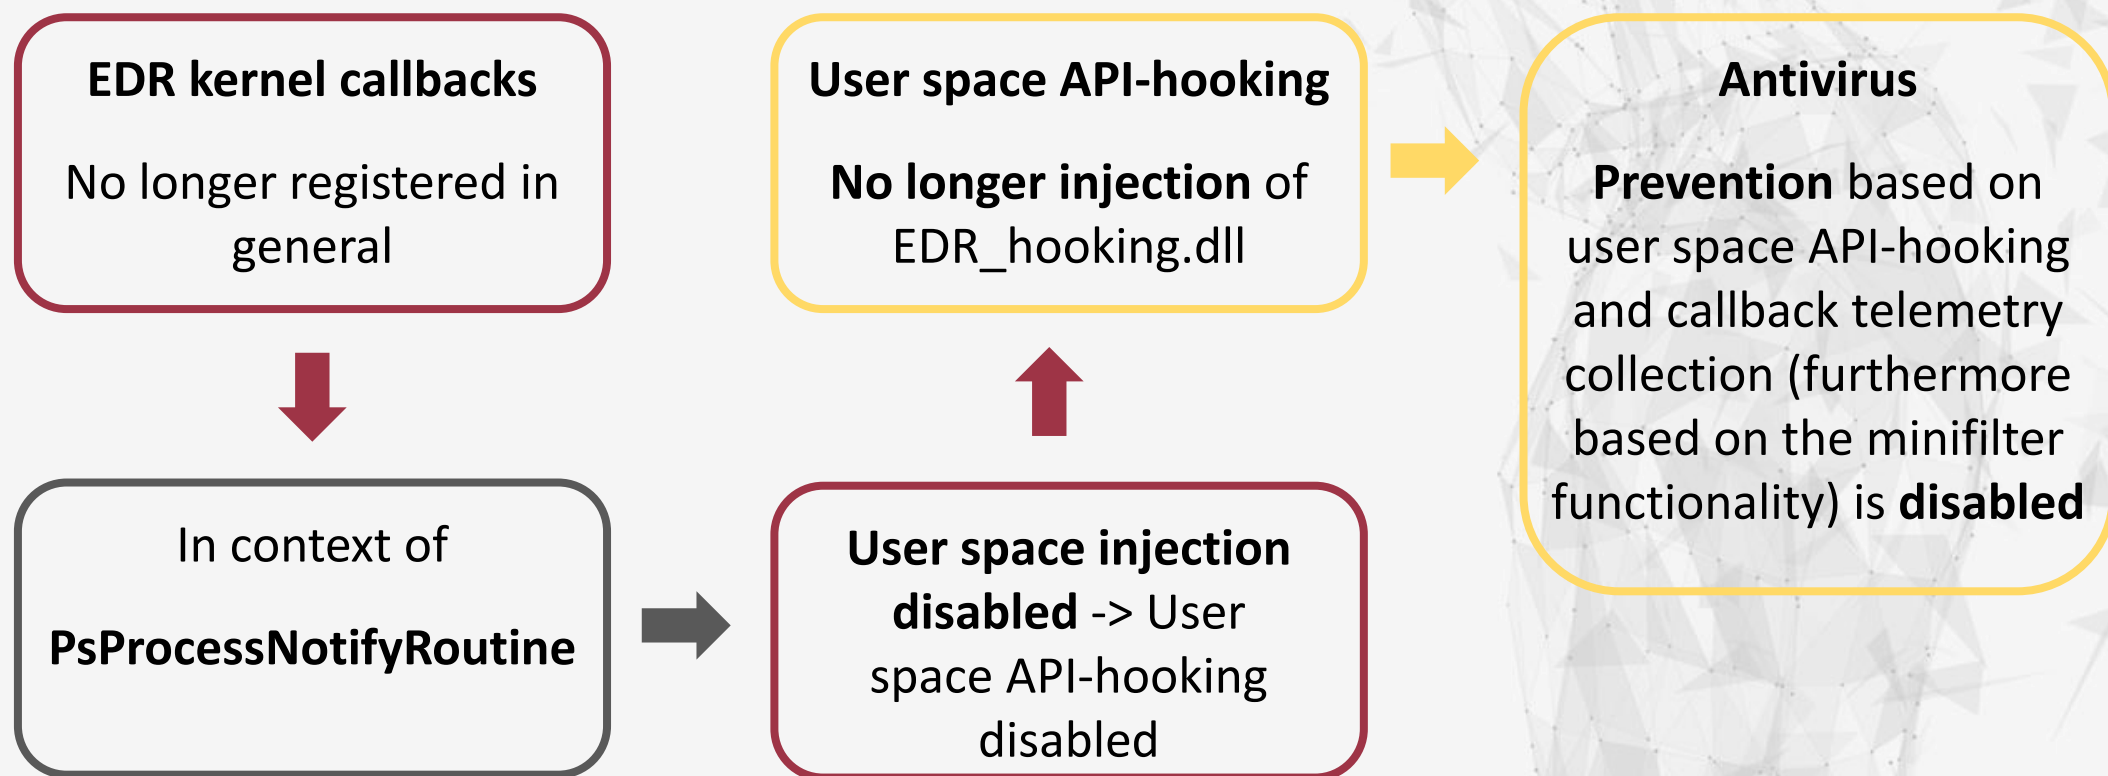 EDR kernel callbacks
No longer registered in
general
In context of
PsProcessNotifyRoutine
User space injection
disabled -> User
space API-hooking
disabled
User space API-hooking
No longer injection of
EDR_hooking.dll
Antivirus
Prevention based on
user space API-hooking
and callback telemetry
collection (furthermore
based on the minifilter
functionality) is disabled